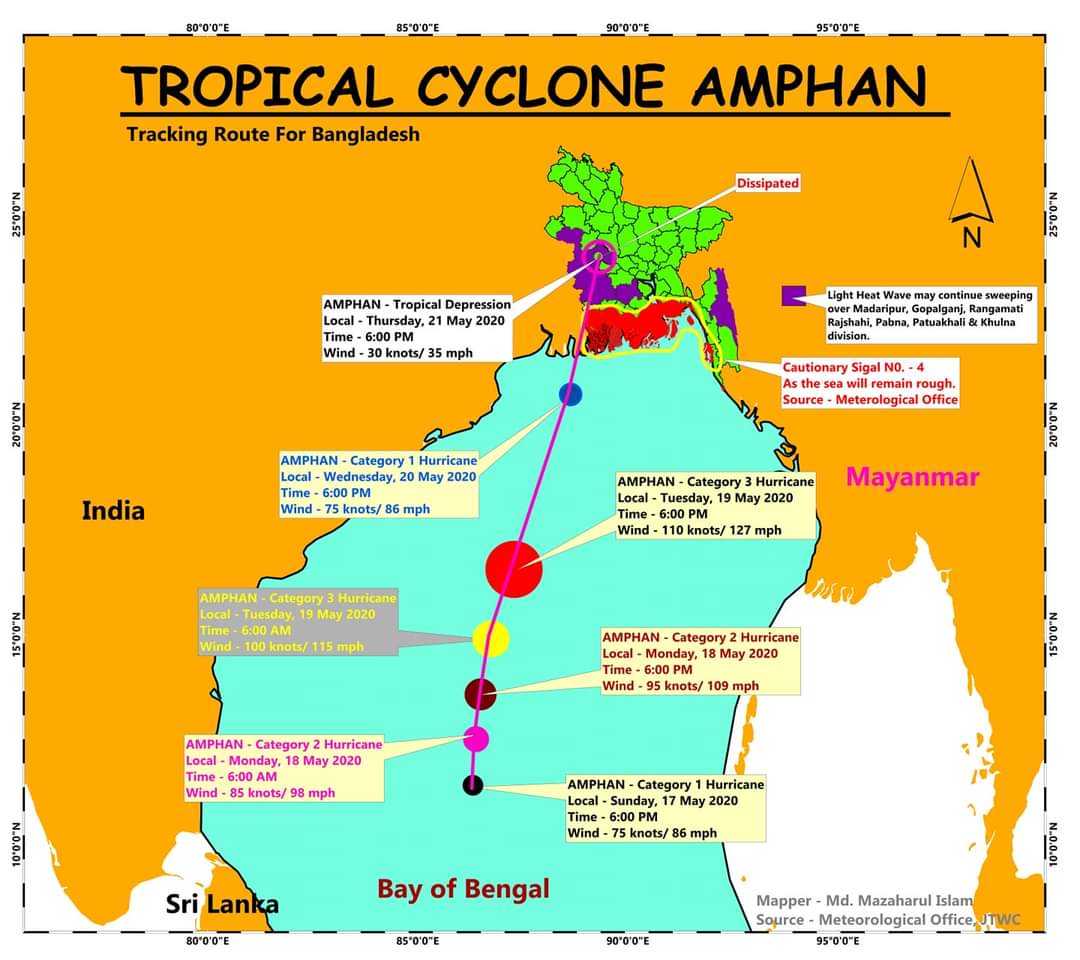 80°0'0"E 85°0'0"E 90°0'0"E 95°0'0"E
TROPICAL CYCLONE AMPHAN
Tracking Route For Bangladesh
Dissipated
25°0'0"N
25°0'0"N
N
AMPHAN - Tropical Depression
Local - Thursday, 21 May 2020
Time - 6:00 PM
Wind - 30 knots/ 35 mph
Light Heat Wave may continue sweeping
over Madaripur, Gopalganj, Rangamati
Rajshahi, Pabna, Patuakhali & Khulna
division.
Cautionary Sigal N0. - 4
As the sea will remain rough.
Source - Meterological Office
20°0'0"N
20°0'0"N
AMPHAN - Category 1 Hurricane
Local - Wednesday, 20 May 2020
Time - 6:00 PM
Wind - 75 knots/ 86 mph
Mayanmar
AMPHAN - Category 3 Hurricane
Local - Tuesday, 19 May 2020
Time - 6:00 PM
Wind - 110 knots/ 127 mph
India
AMPHAN - Category 3 Hurricane
Local - Tuesday, 19 May 2020
Time - 6:00 AM
Wind - 100 knots/ 115 mph
15°0'0"N
15°0'0"N
AMPHAN - Category 2 Hurricane
Local - Monday, 18 May 2020
Time - 6:00 PM
Wind - 95 knots/ 109 mph
AMPHAN - Category 2 Hurricane
Local - Monday, 18 May 2020
Time - 6:00 AM
Wind - 85 knots/ 98 mph
AMPHAN - Category 1 Hurricane
Local - Sunday, 17 May 2020
Time - 6:00 PM
Wind - 75 knots/ 86 mph
10°0'0"N
10°0'0"N
Bay of Bengal
Sri Lanka
Mapper - Md. Mazaharul Islam
Source - Meteorological Office, JTWC
80°0'0"E 85°0'0"E 90°0'0"E 95°0'0"E